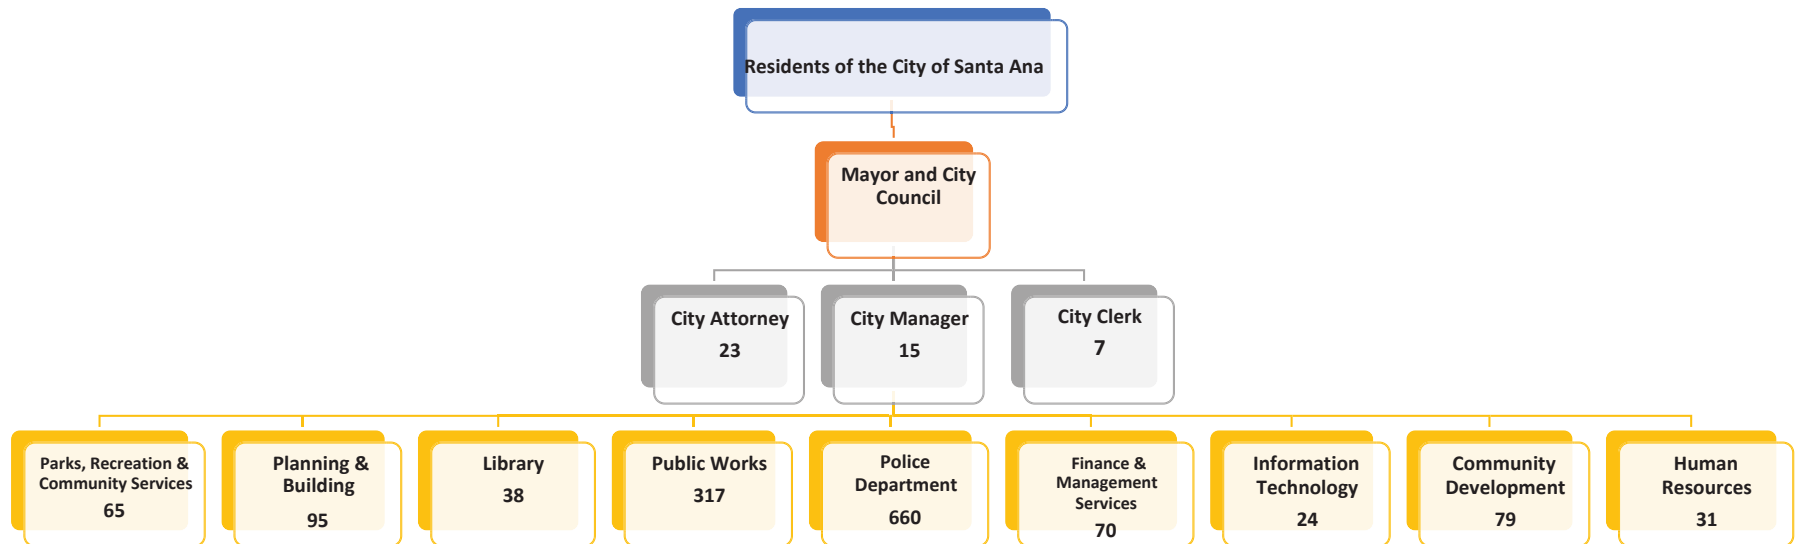 Residents of the City of Santa Ana
Mayor and City
Council
City Attorney
23
City Manager
15
City Clerk
7
Parks, Recreation &
Community Services
65
Planning &
Building
95
Library
38
Public Works
317
Police
Department
660
Finance &
Management
Services
70
Information
Technology
24
Community
Development
79
Human
Resources
31